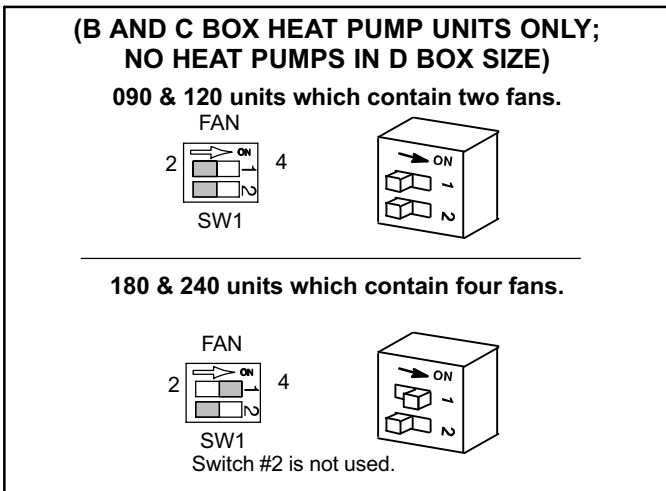 (B AND C BOX HEAT PUMP UNITS ONLY;
NO HEAT PUMPS IN D BOX SIZE)
090 & 120 units which contain two fans.
FAN
2
ON
1
2
4
SW1
ON
1
2
180 & 240 units which contain four fans.
FAN
2
ON
1
2
4
SW1
ON
1
2
Switch #2 is not used.